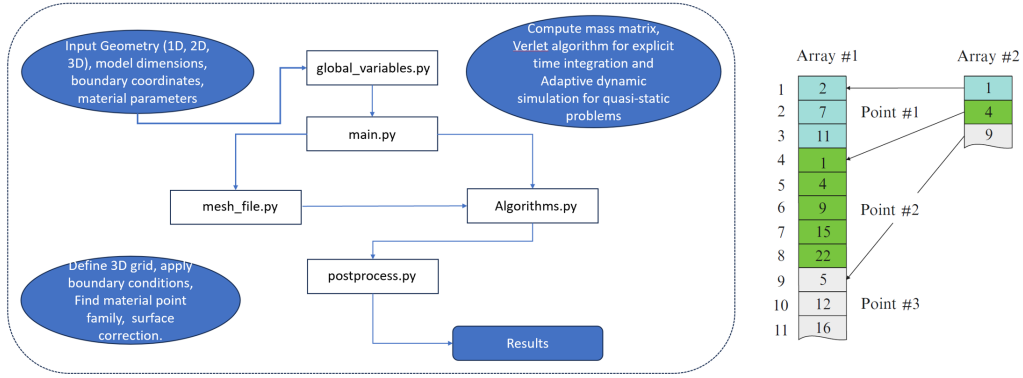 Input Geometry (1D, 2D,
3D), model dimensions,
boundary coordinates,
material parameters
global_variables.py
Compute mass matrix,
Verlet algorithm for explicit
time integration and
Adaptive dynamic
simulation for quasi-static
problems
main.py
mesh_file.py
Algorithms.py
Define 3D grid, apply
boundary conditions,
Find material point
family, surface
correction.
postprocess.py
Results
Array #1
Array #2
1 2 1
2 7 Point #1 4
3 11 9
4 1
5 4
6 9 Point #2
7 15
8 22
9 5
10 12 Point #3
11 16